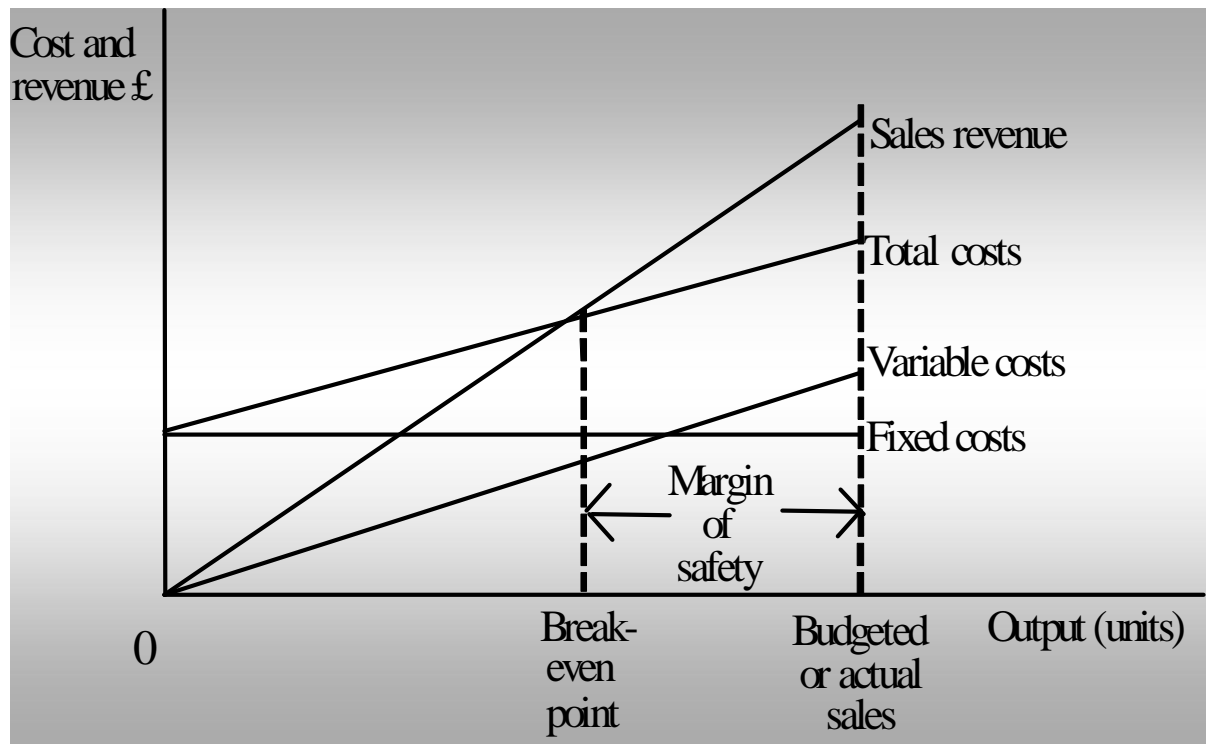 Cost and
revenue £
Sales revenue
Total costs
Variable costs
Fixed costs
Margin
of
safety
0
Break-
even
point
Budgeted
or actual
sales
Output (units)